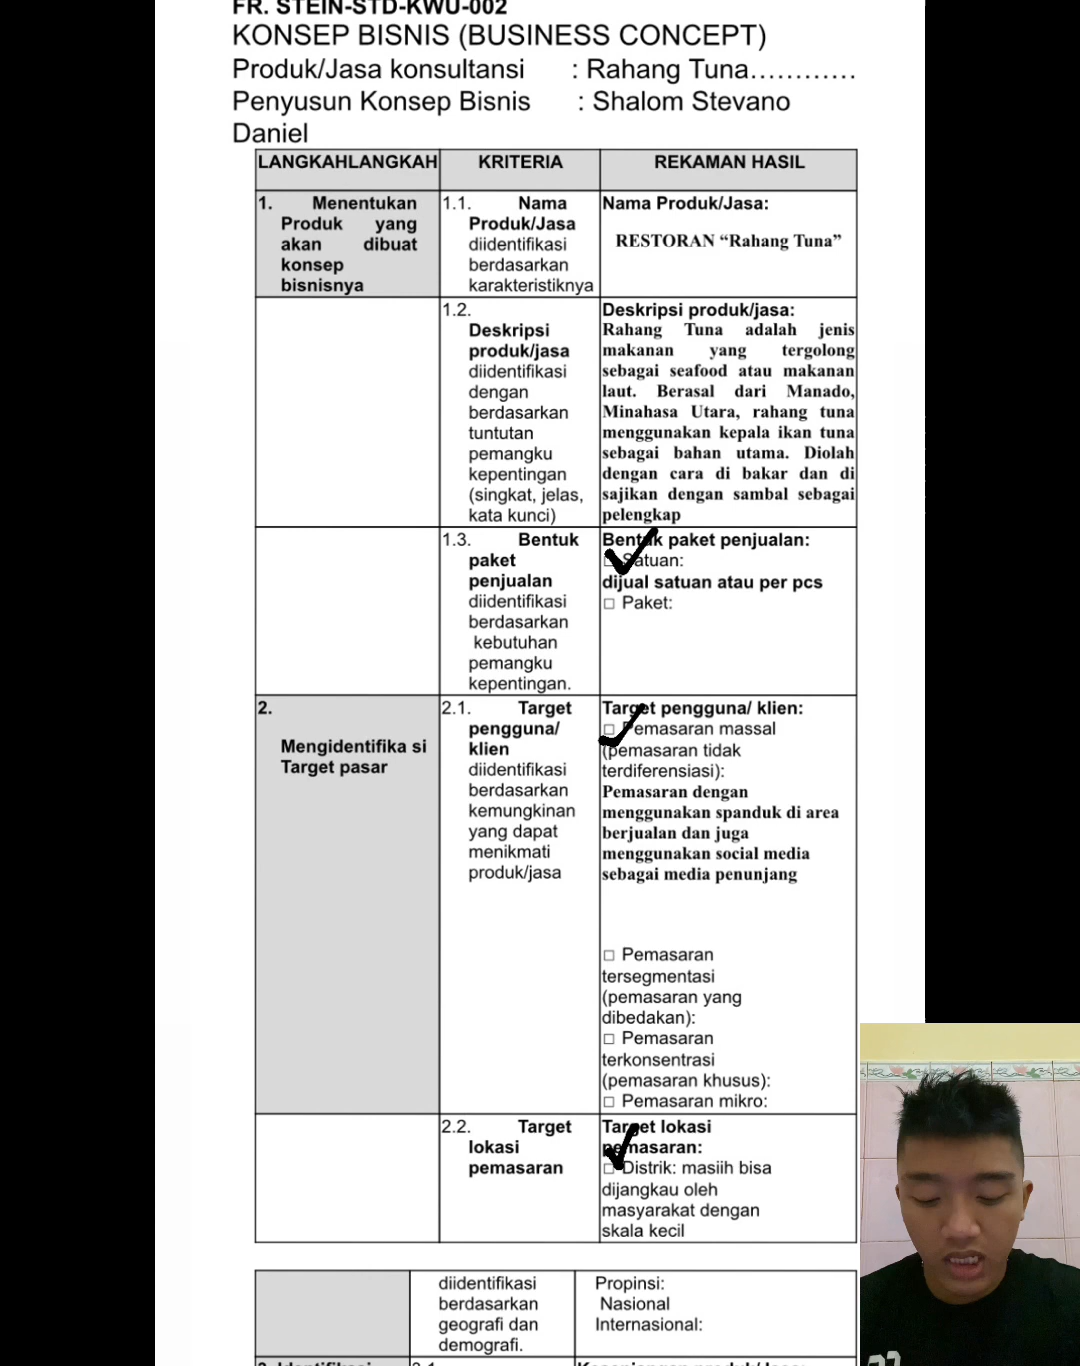 FR. STEIN-STD-KWU-002
KONSEP BISNIS (BUSINESS CONCEPT)
Produk/Jasa konsultansi : Rahang Tuna…………
Penyusun Konsep Bisnis : Shalom Stevano
Daniel
LANGKAHLANGKAH KRITERIA REKAMAN HASIL
1. Menentukan
Produk yang
akan dibuat
konsep
bisnisnya
1.1. Nama
Produk/Jasa
diidentifikasi
berdasarkan
karakteristiknya
Nama Produk/Jasa:
RESTORAN “Rahang Tuna”
1.2.
Deskripsi
produk/jasa
diidentifikasi
dengan
berdasarkan
tuntutan
pemangku
kepentingan
(singkat, jelas,
kata kunci)
Deskripsi produk/jasa:
Rahang Tuna adalah jenis
makanan yang tergolong
sebagai seafood atau makanan
laut. Berasal dari Manado,
Minahasa Utara, rahang tuna
menggunakan kepala ikan tuna
sebagai bahan utama. Diolah
dengan cara di bakar dan di
sajikan dengan sambal sebagai
pelengkap
1.3. Bentuk
paket
penjualan
diidentifikasi
berdasarkan
kebutuhan
pemangku
kepentingan.
Bentuk paket penjualan:
□ Satuan:
dijual satuan atau per pcs
□ Paket:
2.
Mengidentifika si
Target pasar
2.1. Target
pengguna/
klien
diidentifikasi
berdasarkan
kemungkinan
yang dapat
menikmati
produk/jasa
Target pengguna/ klien:
□ Pemasaran massal
(pemasaran tidak
terdiferensiasi):
Pemasaran dengan
menggunakan spanduk di area
berjualan dan juga
menggunakan social media
sebagai media penunjang
□ Pemasaran
tersegmentasi
(pemasaran yang
dibedakan):
□ Pemasaran
terkonsentrasi
(pemasaran khusus):
□ Pemasaran mikro:
2.2. Target
lokasi
pemasaran
Target lokasi
pemasaran:
□ Distrik: masiih bisa
dijangkau oleh
masyarakat dengan
skala kecil
diidentifikasi
berdasarkan
geografi dan
demografi.
Propinsi:
Nasional
Internasional: